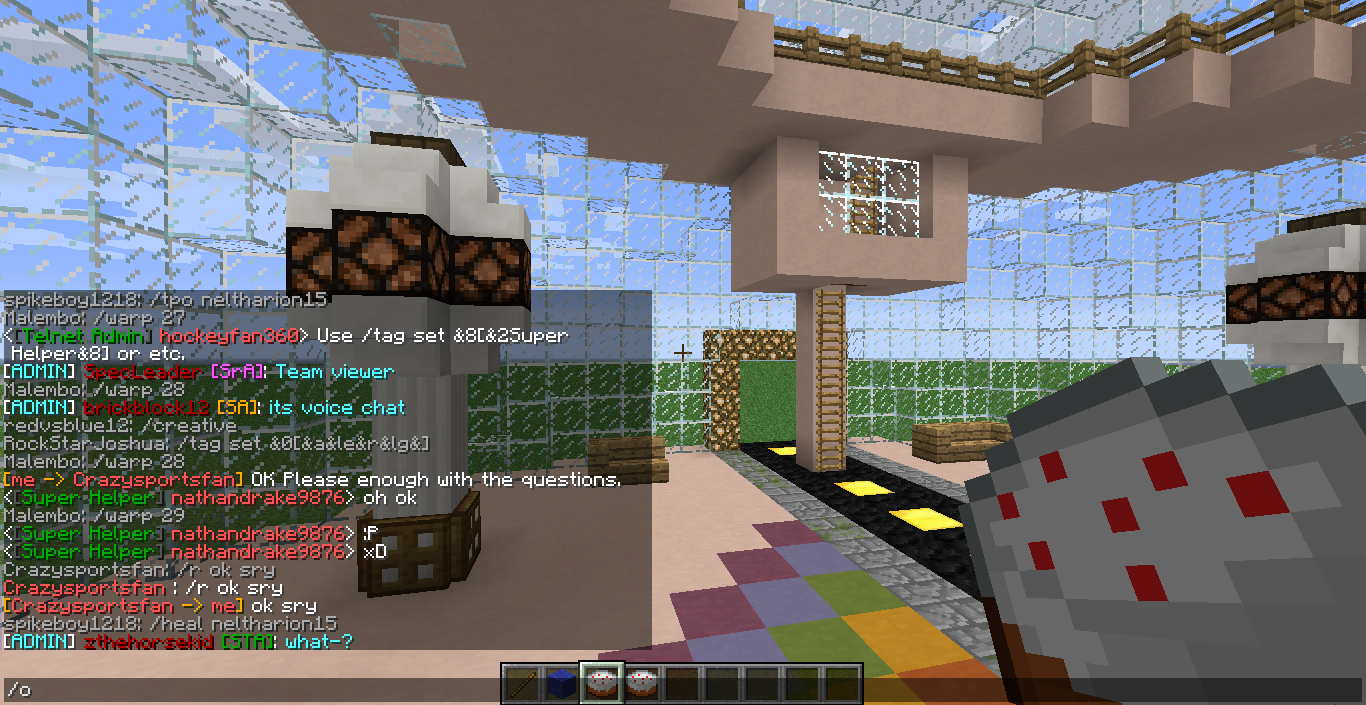 spikeboy1218: /tpo neltharion15
Malembo: /warp 27
<[Telnet Admin] hockeyfan360> Use /tag set &8[&2Super
Helper&8] or etc.
[ADMIN] SpecLeader [SrA]: Team viewer
Malembo: /warp 28
[ADMIN] brickblock12 [SA]: its voice chat
redvsblue12: /creative
RockStarJoshua: /tag set &0[&a&le&r&lg&]
Malembo: /warp 28
[me -> Crazysportsfan] OK Please enough with the questions.
<[Super Helper] nathandrake9876> oh ok
Malembo: /warp 29
<[Super Helper] nathandrake9876> :P
<[Super Helper] nathandrake9876> xD
Crazysportsfan: /r ok sry
Crazysportsfan : /r ok sry
[Crazysportsfan -> me] ok sry
spikeboy1218: /heal neltharion15
[ADMIN] zthehorsekid [STA]: what-?
/o